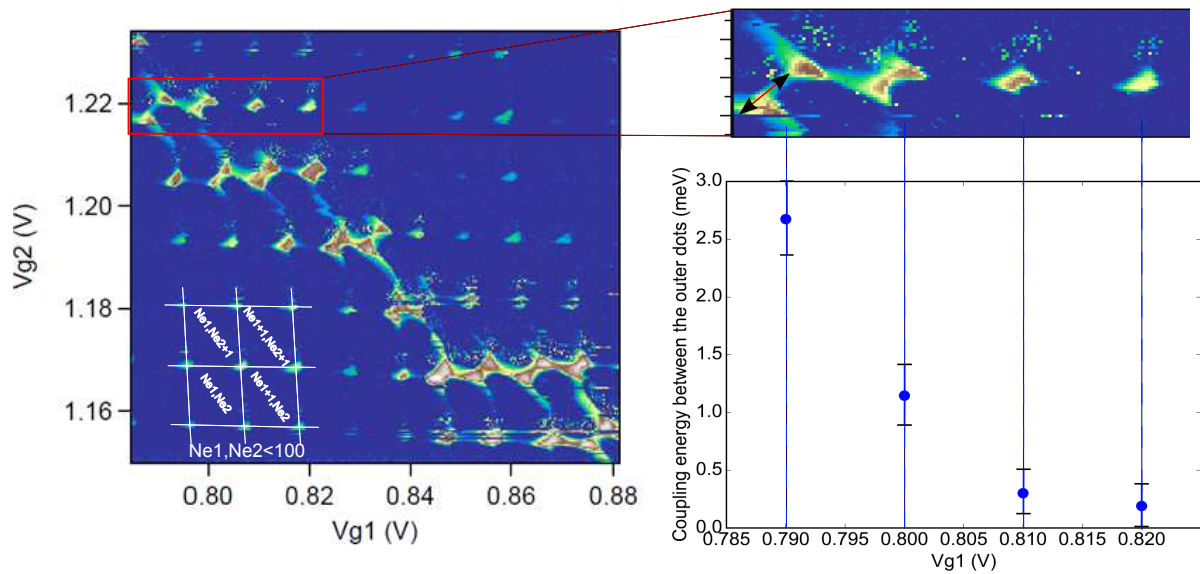 1.22
1.20
1.18
1.16
Vg2 (V)
Ne1,Ne2+1
Ne1+1,Ne2+1
Ne1,Ne2
Ne1+1,Ne2
Ne1,Ne2<100
0.80 0.82 0.84 0.86 0.88
Vg1 (V)
Coupling energy between the outer dots (meV)
3.0
2.5
2.0
1.5
1.0
0.5
0.0
0.785 0.790 0.795 0.800 0.805 0.810 0.815 0.820
Vg1 (V)